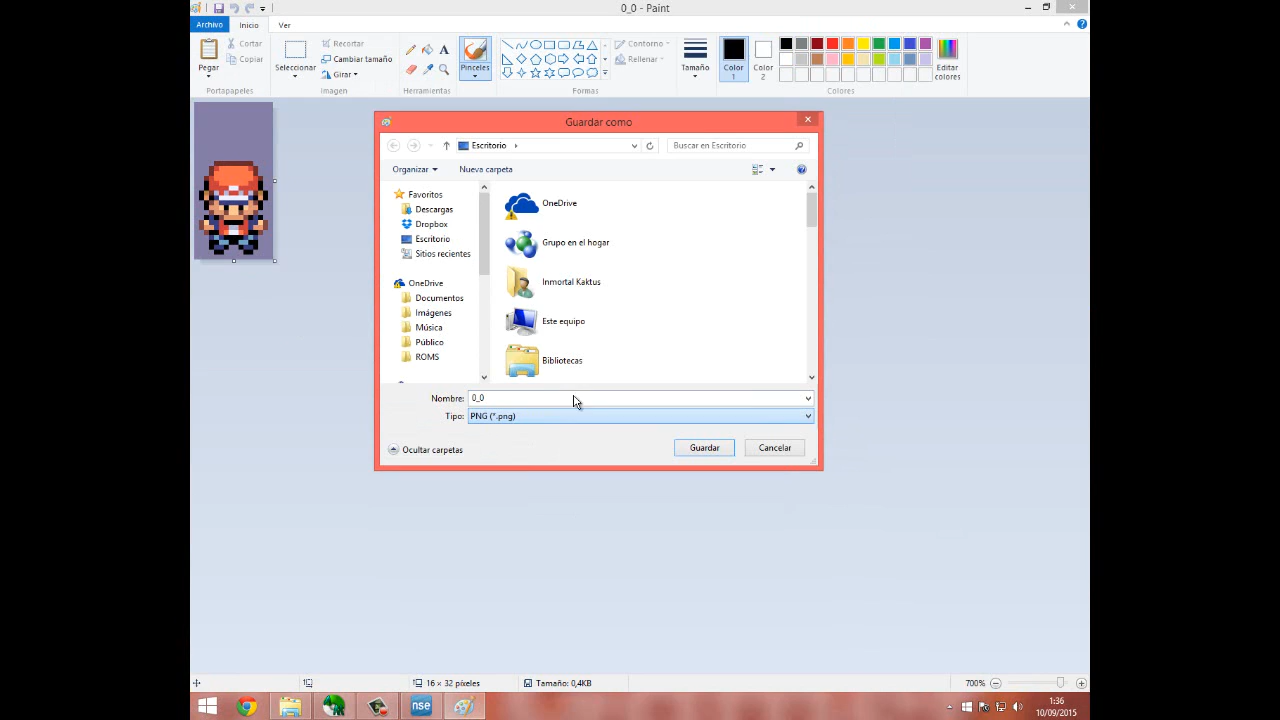 0_0 - Paint
Archivo Inicio Ver
Pegar
Cortar
Copiar
Portapapeles
Seleccionar
Recortar
Cambiar tamaño
Girar
Imagen
A
Herramientas
Pinceles
Formas
Contorno
Rellenar
Tamaño
Color 1
Color 2
Editar colores
Colores
Guardar como
Escritorio
Buscar en Escritorio
Organizar Nueva carpeta
Favoritos
Descargas
Dropbox
Escritorio
Sitios recientes
OneDrive
Documentos
Imágenes
Música
Público
ROMS
OneDrive
Grupo en el hogar
Inmortal Kaktus
Este equipo
Bibliotecas
Nombre: 0_0
Tipo: PNG (*.png)
Ocultar carpetas Guardar Cancelar
16 × 32 píxeles Tamaño: 0,4KB 700%
nse
1:36
10/09/2015